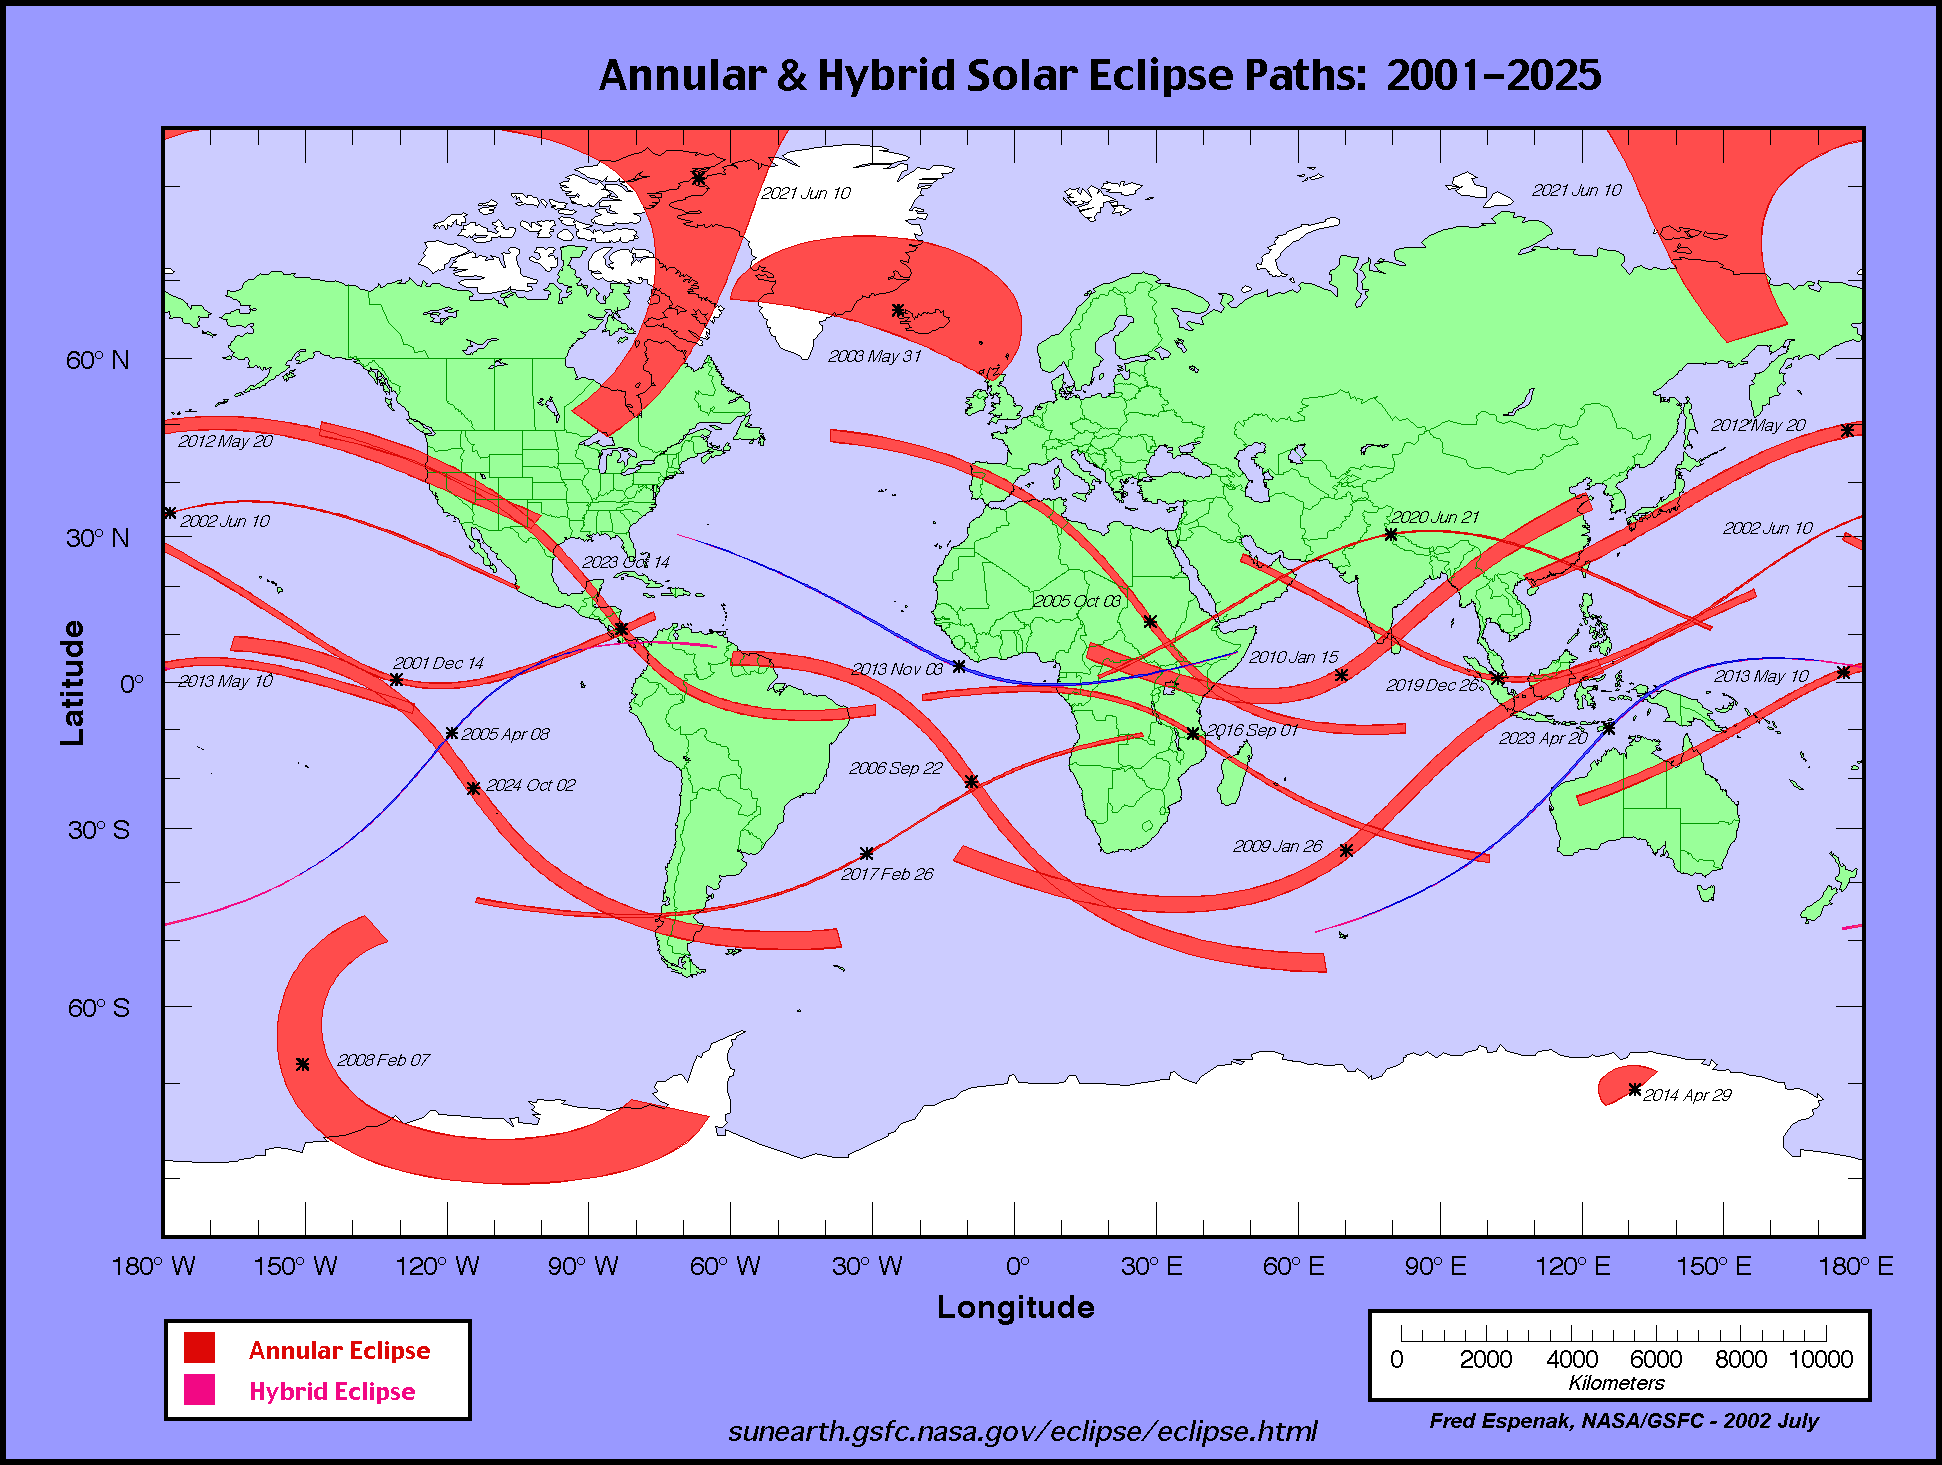 Annular & Hybrid Solar Eclipse Paths: 2001–2025
2021 Jun 10
2021 Jun 10
2003 May 31
60° N
2012 May 20
2012 May 20
2002 Jun 10
2020 Jun 21
2002 Jun 10
30° N
2023 Oct 14
2005 Oct 03
2001 Dec 14
2013 Nov 03
2010 Jan 15
2019 Dec 26
2013 May 10
2013 May 10
0°
Latitude
2005 Apr 08
2016 Sep 01
2023 Apr 20
2006 Sep 22
2024 Oct 02
30° S
2009 Jan 26
2017 Feb 26
60° S
2008 Feb 07
2014 Apr 29
180° W 150° W 120° W 90° W 60° W 30° W 0° 30° E 60° E 90° E 120° E 150° E 180° E
Longitude
Annular Eclipse
Hybrid Eclipse
0 2000 4000 6000 8000 10000
Kilometers
Fred Espenak, NASA/GSFC - 2002 July
sunearth.gsfc.nasa.gov/eclipse/eclipse.html